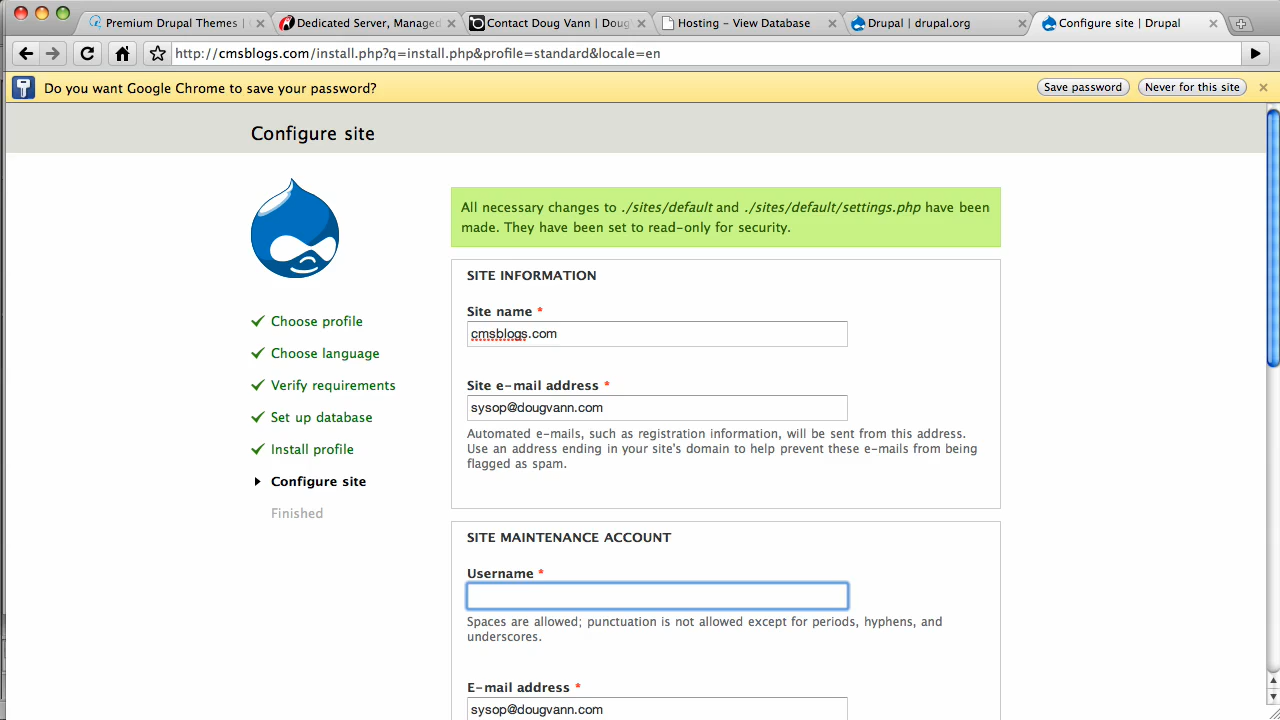 Premium Drupal Themes |
Dedicated Server, Managed
Contact Doug Vann | Doug
Hosting - View Database
Drupal | drupal.org
Configure site | Drupal
http://cmsblogs.com/install.php?q=install.php&profile=standard&locale=en
Do you want Google Chrome to save your password?
Save password
Never for this site
Configure site
All necessary changes to ./sites/default and ./sites/default/settings.php have been
made. They have been set to read-only for security.
SITE INFORMATION
Site name *
cmsblogs.com
Site e-mail address *
sysop@dougvann.com
Automated e-mails, such as registration information, will be sent from this address.
Use an address ending in your site's domain to help prevent these e-mails from being
flagged as spam.
Choose profile
Choose language
Verify requirements
Set up database
Install profile
Configure site
Finished
SITE MAINTENANCE ACCOUNT
Username *
Spaces are allowed; punctuation is not allowed except for periods, hyphens, and
underscores.
E-mail address *
sysop@dougvann.com